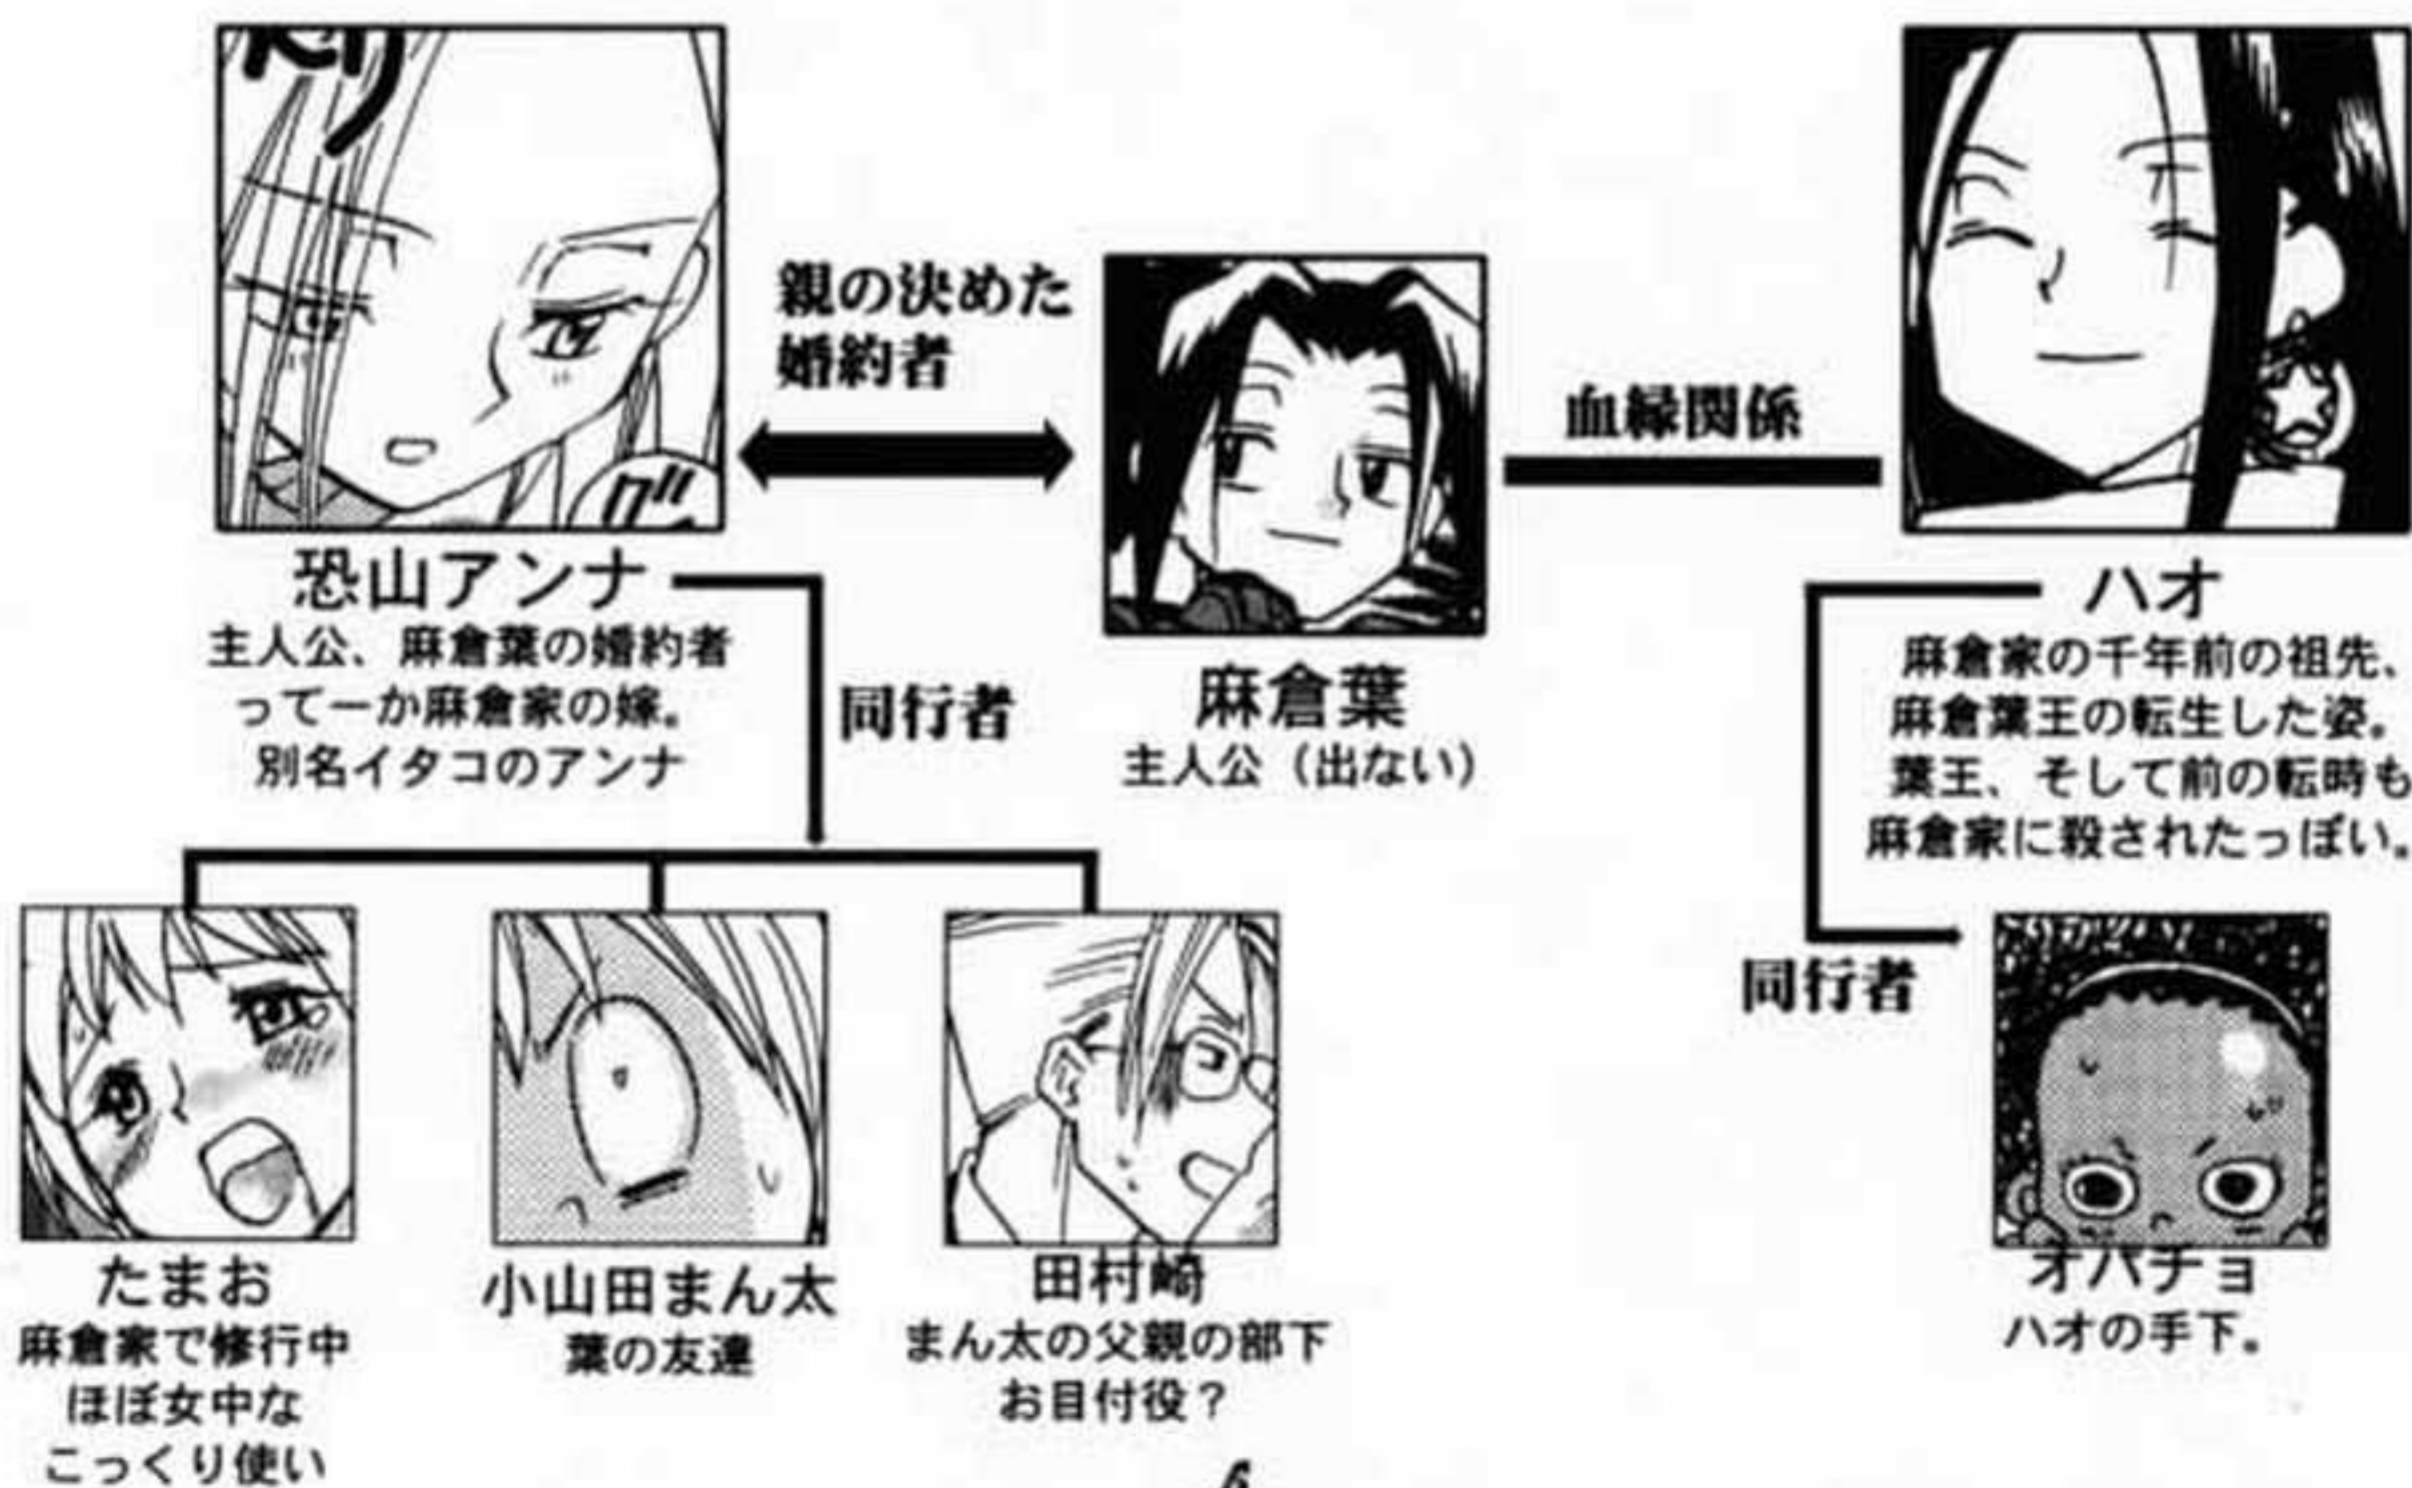 親の決めた
婚約者
血縁関係
グ
恐山アンナ
主人公、麻倉葉の婚約者
ってーか麻倉家の嫁。
別名イタコのアンナ
同行者
麻倉葉
主人公（出ない）
ハオ
麻倉家の千年前の祖先、
麻倉葉王の転生した姿。
葉王、そして前の転時も
麻倉家に殺されたっぽい。
同行者
たまお
麻倉家で修行中
ほぼ女中な
こっくり使い
小山田まん太
葉の友達
田村崎
まん太の父親の部下
お目付役？
オパチョ
ハオの手下。
6